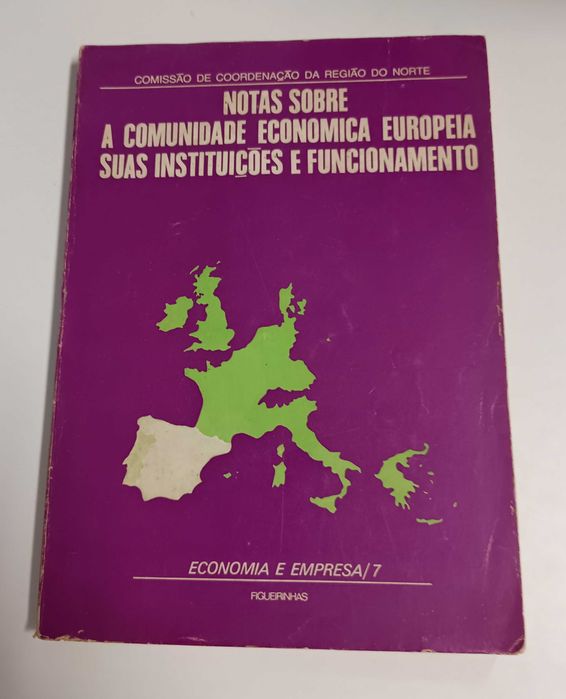 COMISSÃO DE COORDENAÇÃO DA REGIÃO DO NORTE
NOTAS SOBRE
A COMUNIDADE ECONOMICA EUROPEIA
SUAS INSTITUIÇÕES E FUNCIONAMENTO
ECONOMIA E EMPRESA/7
FIGUEIRINHAS